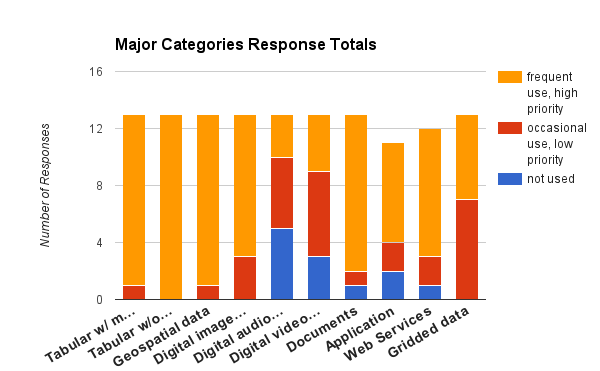 Major Categories Response Totals
Number of Responses
16
12
8
4
0
frequent
use, high
priority
occasional
use, low
priority
not used
Tabular w/ m...
Tabular w/o...
Geospatial data
Digital image...
Digital audio...
Digital video...
Documents
Application
Web Services
Gridded data